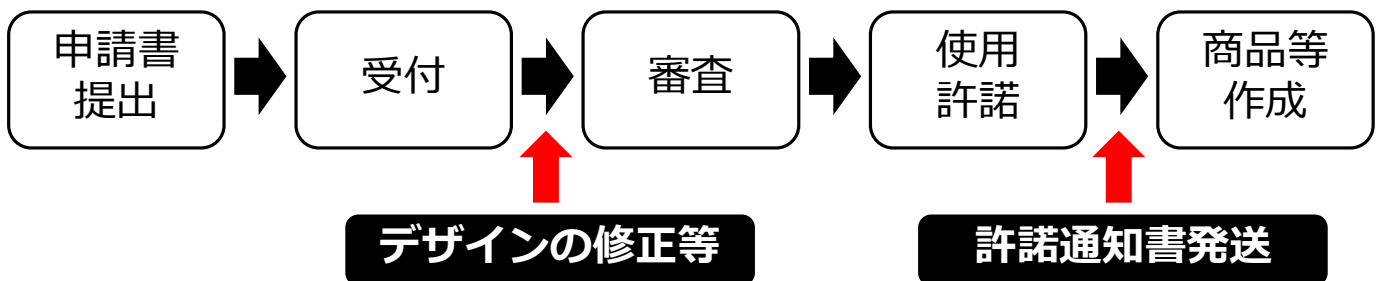 申請書
提出
受付
審査
使用
許諾
商品等
作成
デザインの修正等
許諾通知書発送